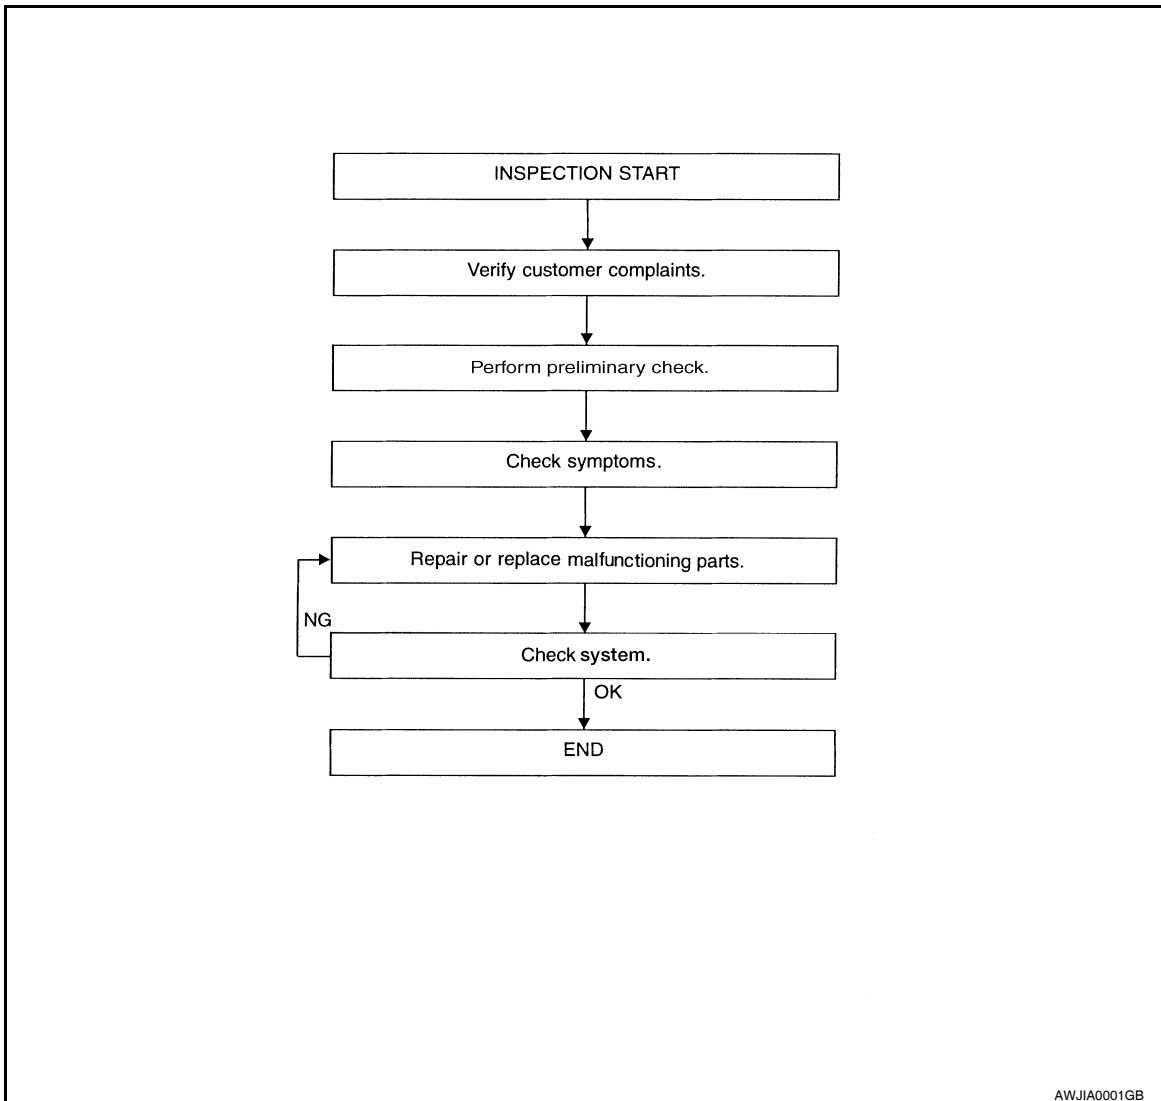 INSPECTION START
Verify customer complaints.
Perform preliminary check.
Check symptoms.
Repair or replace malfunctioning parts.
NG
Check system.
OK
END
AWJIA0001GB